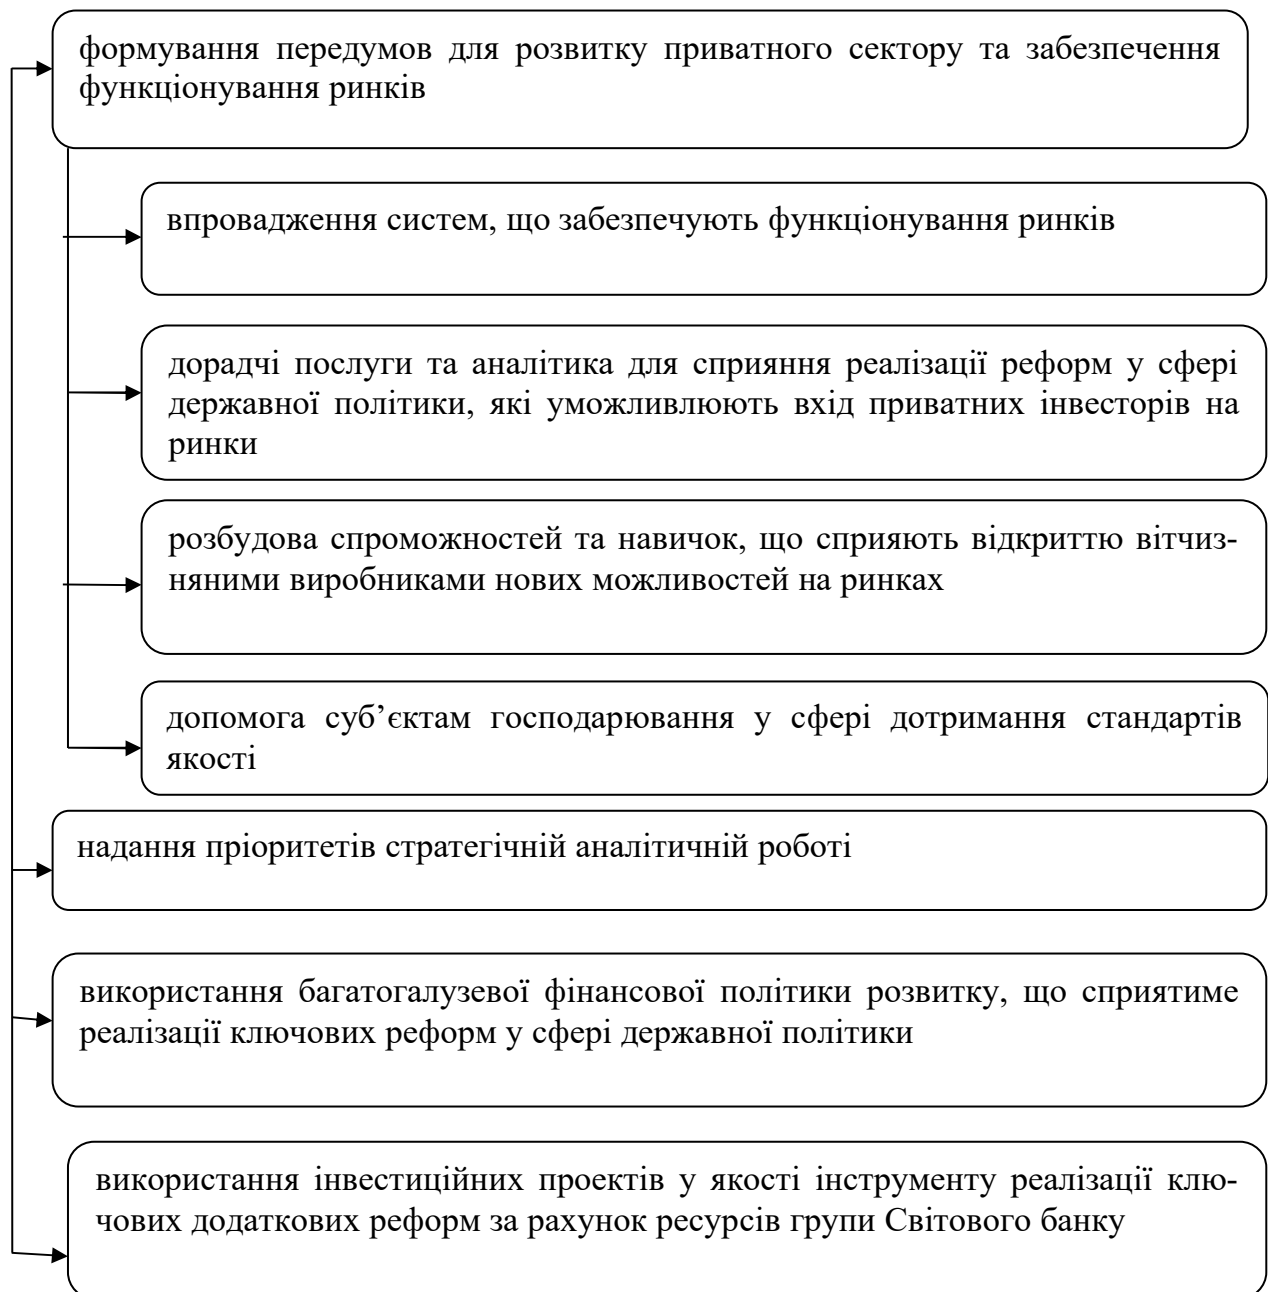 формування передумов для розвитку приватного сектору та забезпечення
функціонування ринків
впровадження систем, що забезпечують функціонування ринків
дорадчі послуги та аналітика для сприяння реалізації реформ у сфері
державної політики, які уможливлюють вхід приватних інвесторів на
ринки
розбудова спроможностей та навичок, що сприяють відкриттю вітчиз-
няними виробниками нових можливостей на ринках
допомога суб’єктам господарювання у сфері дотримання стандартів
якості
надання пріоритетів стратегічній аналітичній роботі
використання багатогалузевої фінансової політики розвитку, що сприятиме
реалізації ключових реформ у сфері державної політики
використання інвестиційних проектів у якості інструменту реалізації клю-
чових додаткових реформ за рахунок ресурсів групи Світового банку